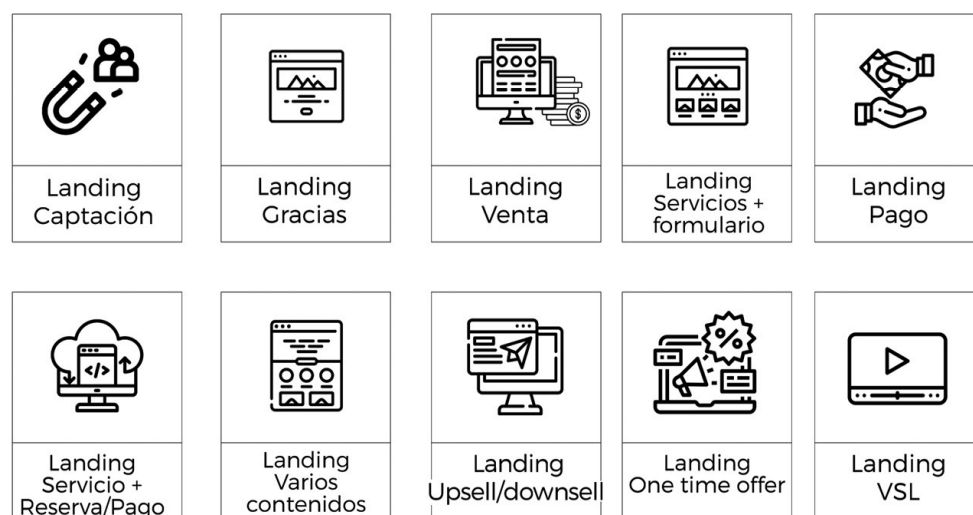 Landing
Captación
Landing
Gracias
$
Landing
Venta
Landing
Servicios +
formulario
Landing
Pago
</>
Landing
Servicio +
Reserva/Pago
Landing
Varios
contenidos
Landing
Upsell/downsell
%
Landing
One time offer
Landing
VSL